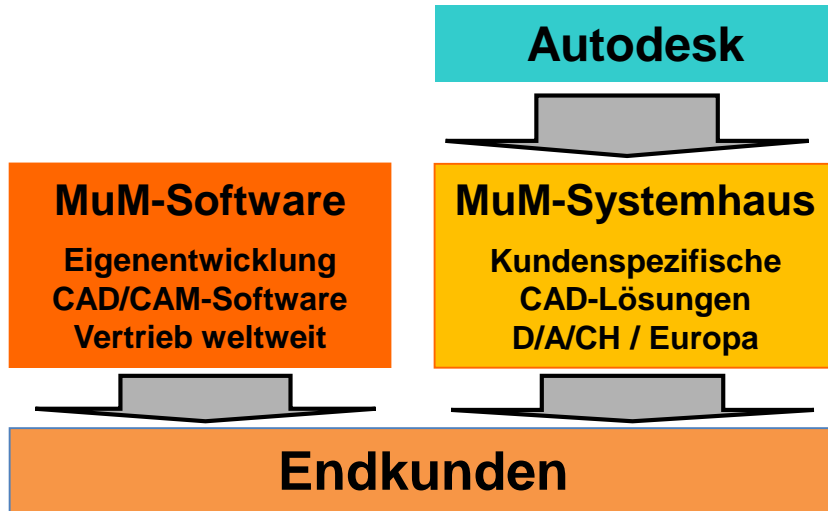 Autodesk
MuM-Software
Eigenentwicklung
CAD/CAM-Software
Vertrieb weltweit
MuM-Systemhaus
Kundenspezifische
CAD-Lösungen
D/A/CH / Europa
Endkunden